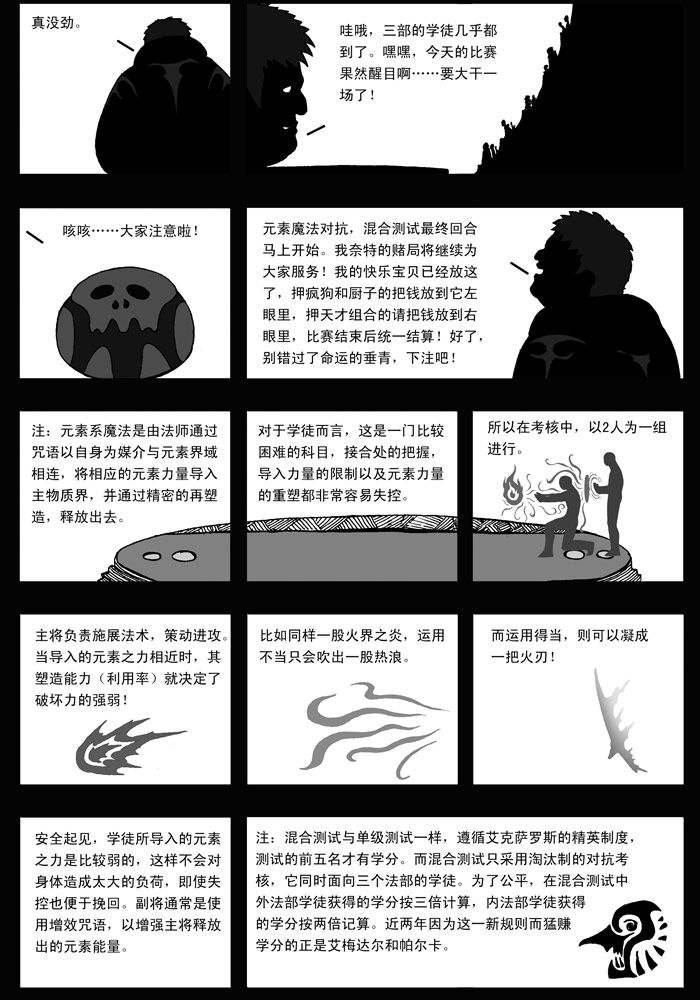 真没劲。
哇哦，三部的学徒几乎都
到了。嘿嘿，今天的比赛
果然醒目啊……要大干一
场了！
咳咳……大家注意啦！
元素魔法对抗，混合测试最终回合
马上开始。我奈特的赌局将继续为
大家服务！我的快乐宝贝已经放这
了，押疯狗和厨子的把钱放到它左
眼里，押天才组合的请把钱放到右
眼里，比赛结束后统一结算！好了，
别错过了命运的垂青，下注吧！
注：元素系魔法是由法师通过
咒语以自身为媒介与元素界域
相连，将相应的元素力量导入
主物质界，并通过精密的再塑
造，释放出去。
对于学徒而言，这是一门比较
困难的科目，接合处的把握，
导入力量的限制以及元素力量
的重塑都非常容易失控。
所以在考核中，以2人为一组
进行。
主将负责施展法术，策动进攻。
当导入的元素之力相近时，其
塑造能力（利用率）就决定了
破坏力的强弱！
比如同样一股火界之炎，运用
不当只会吹出一股热浪。
而运用得当，则可以凝成
一把火刃！
安全起见，学徒所导入的元素
之力是比较弱的，这样不会对
身体造成太大的负荷，即使失
控也便于挽回。副将通常是使
用增效咒语，以增强主将释放
出的元素能量。
注：混合测试与单级测试一样，遵循艾克萨罗斯的精英制度，
测试的前五名才有学分。而混合测试只采用淘汰制的对抗考
核，它同时面向三个法部的学徒。为了公平，在混合测试中
外法部学徒获得的学分按三倍计算，内法部学徒获得
的学分按两倍记算。近两年因为这一新规则而猛赚
学分的正是艾梅达尔和帕尔卡。